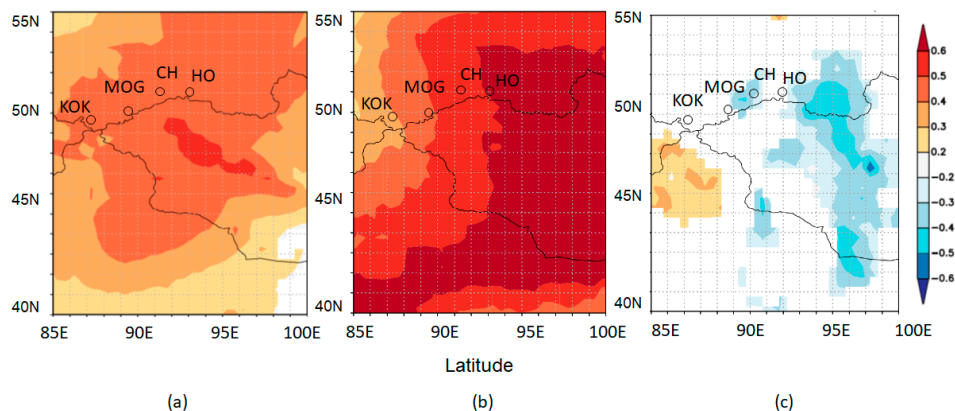 55N
50N
45N
40N
85E 90E 95E 100E
KOK MOG CH HO
(a)
55N
50N
45N
40N
85E 90E 95E 100E
KOK MOG CH HO
Latitude
(b)
55N
50N
45N
40N
85E 90E 95E 100E
KOK MOG CH HO
(c)
0.6
0.5
0.4
0.3
0.2
−0.2
−0.3
−0.4
−0.5
−0.6